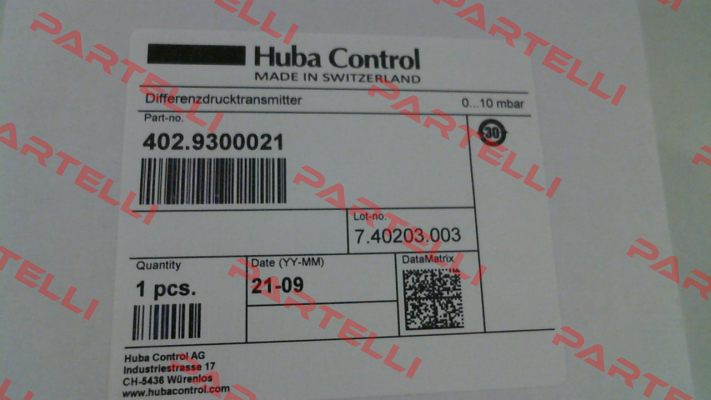 Huba Control
MADE IN SWITZERLAND
Differenzdrucktransmitter 0...10 mbar
Part-no.
402.9300021
30
Lot-no.
7.40203.003
Quantity
1 pcs.
Date (YY-MM)
21-09
DataMatrix
Huba Control AG
Industriestrasse 17
CH-5436 Würenlos
www.hubacontrol.com
PARTELLI
PARTELLI
PARTELLI
PARTELLI
PARTELLI
PARTELLI
PARTELLI
PARTELLI
PARTELLI